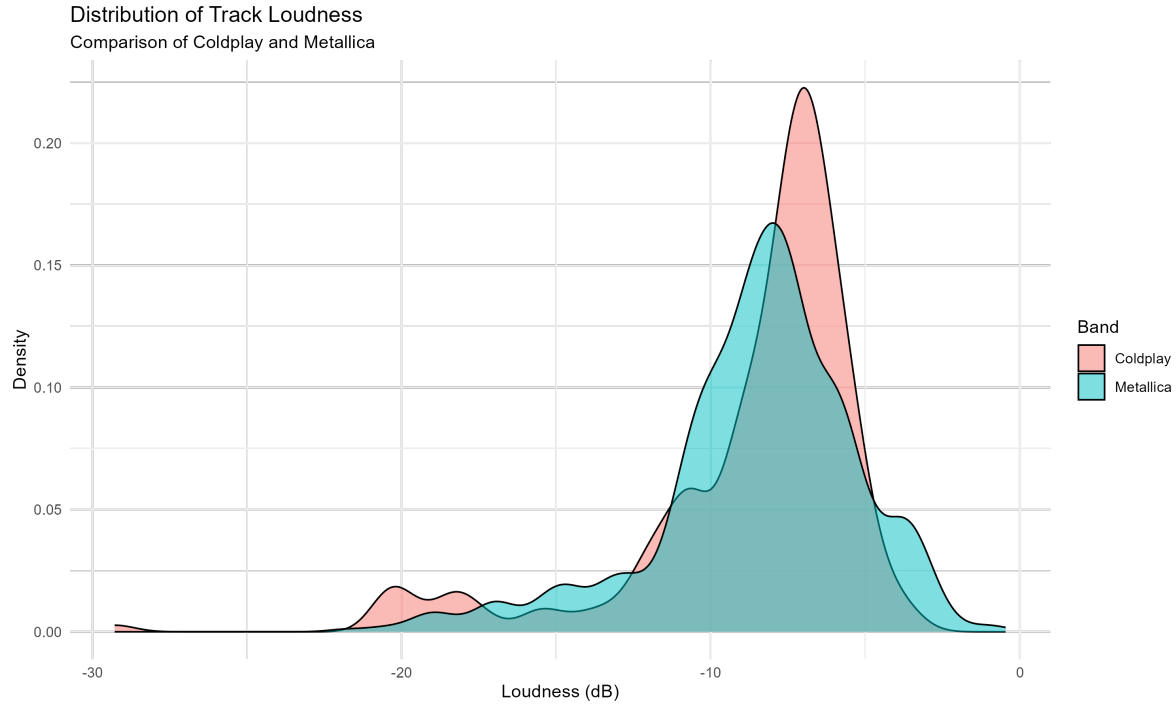 Distribution of Track Loudness
Comparison of Coldplay and Metallica
0.20
0.15
0.10
0.05
0.00
Density
-30
-20
-10
0
Loudness (dB)
Band
Coldplay
Metallica